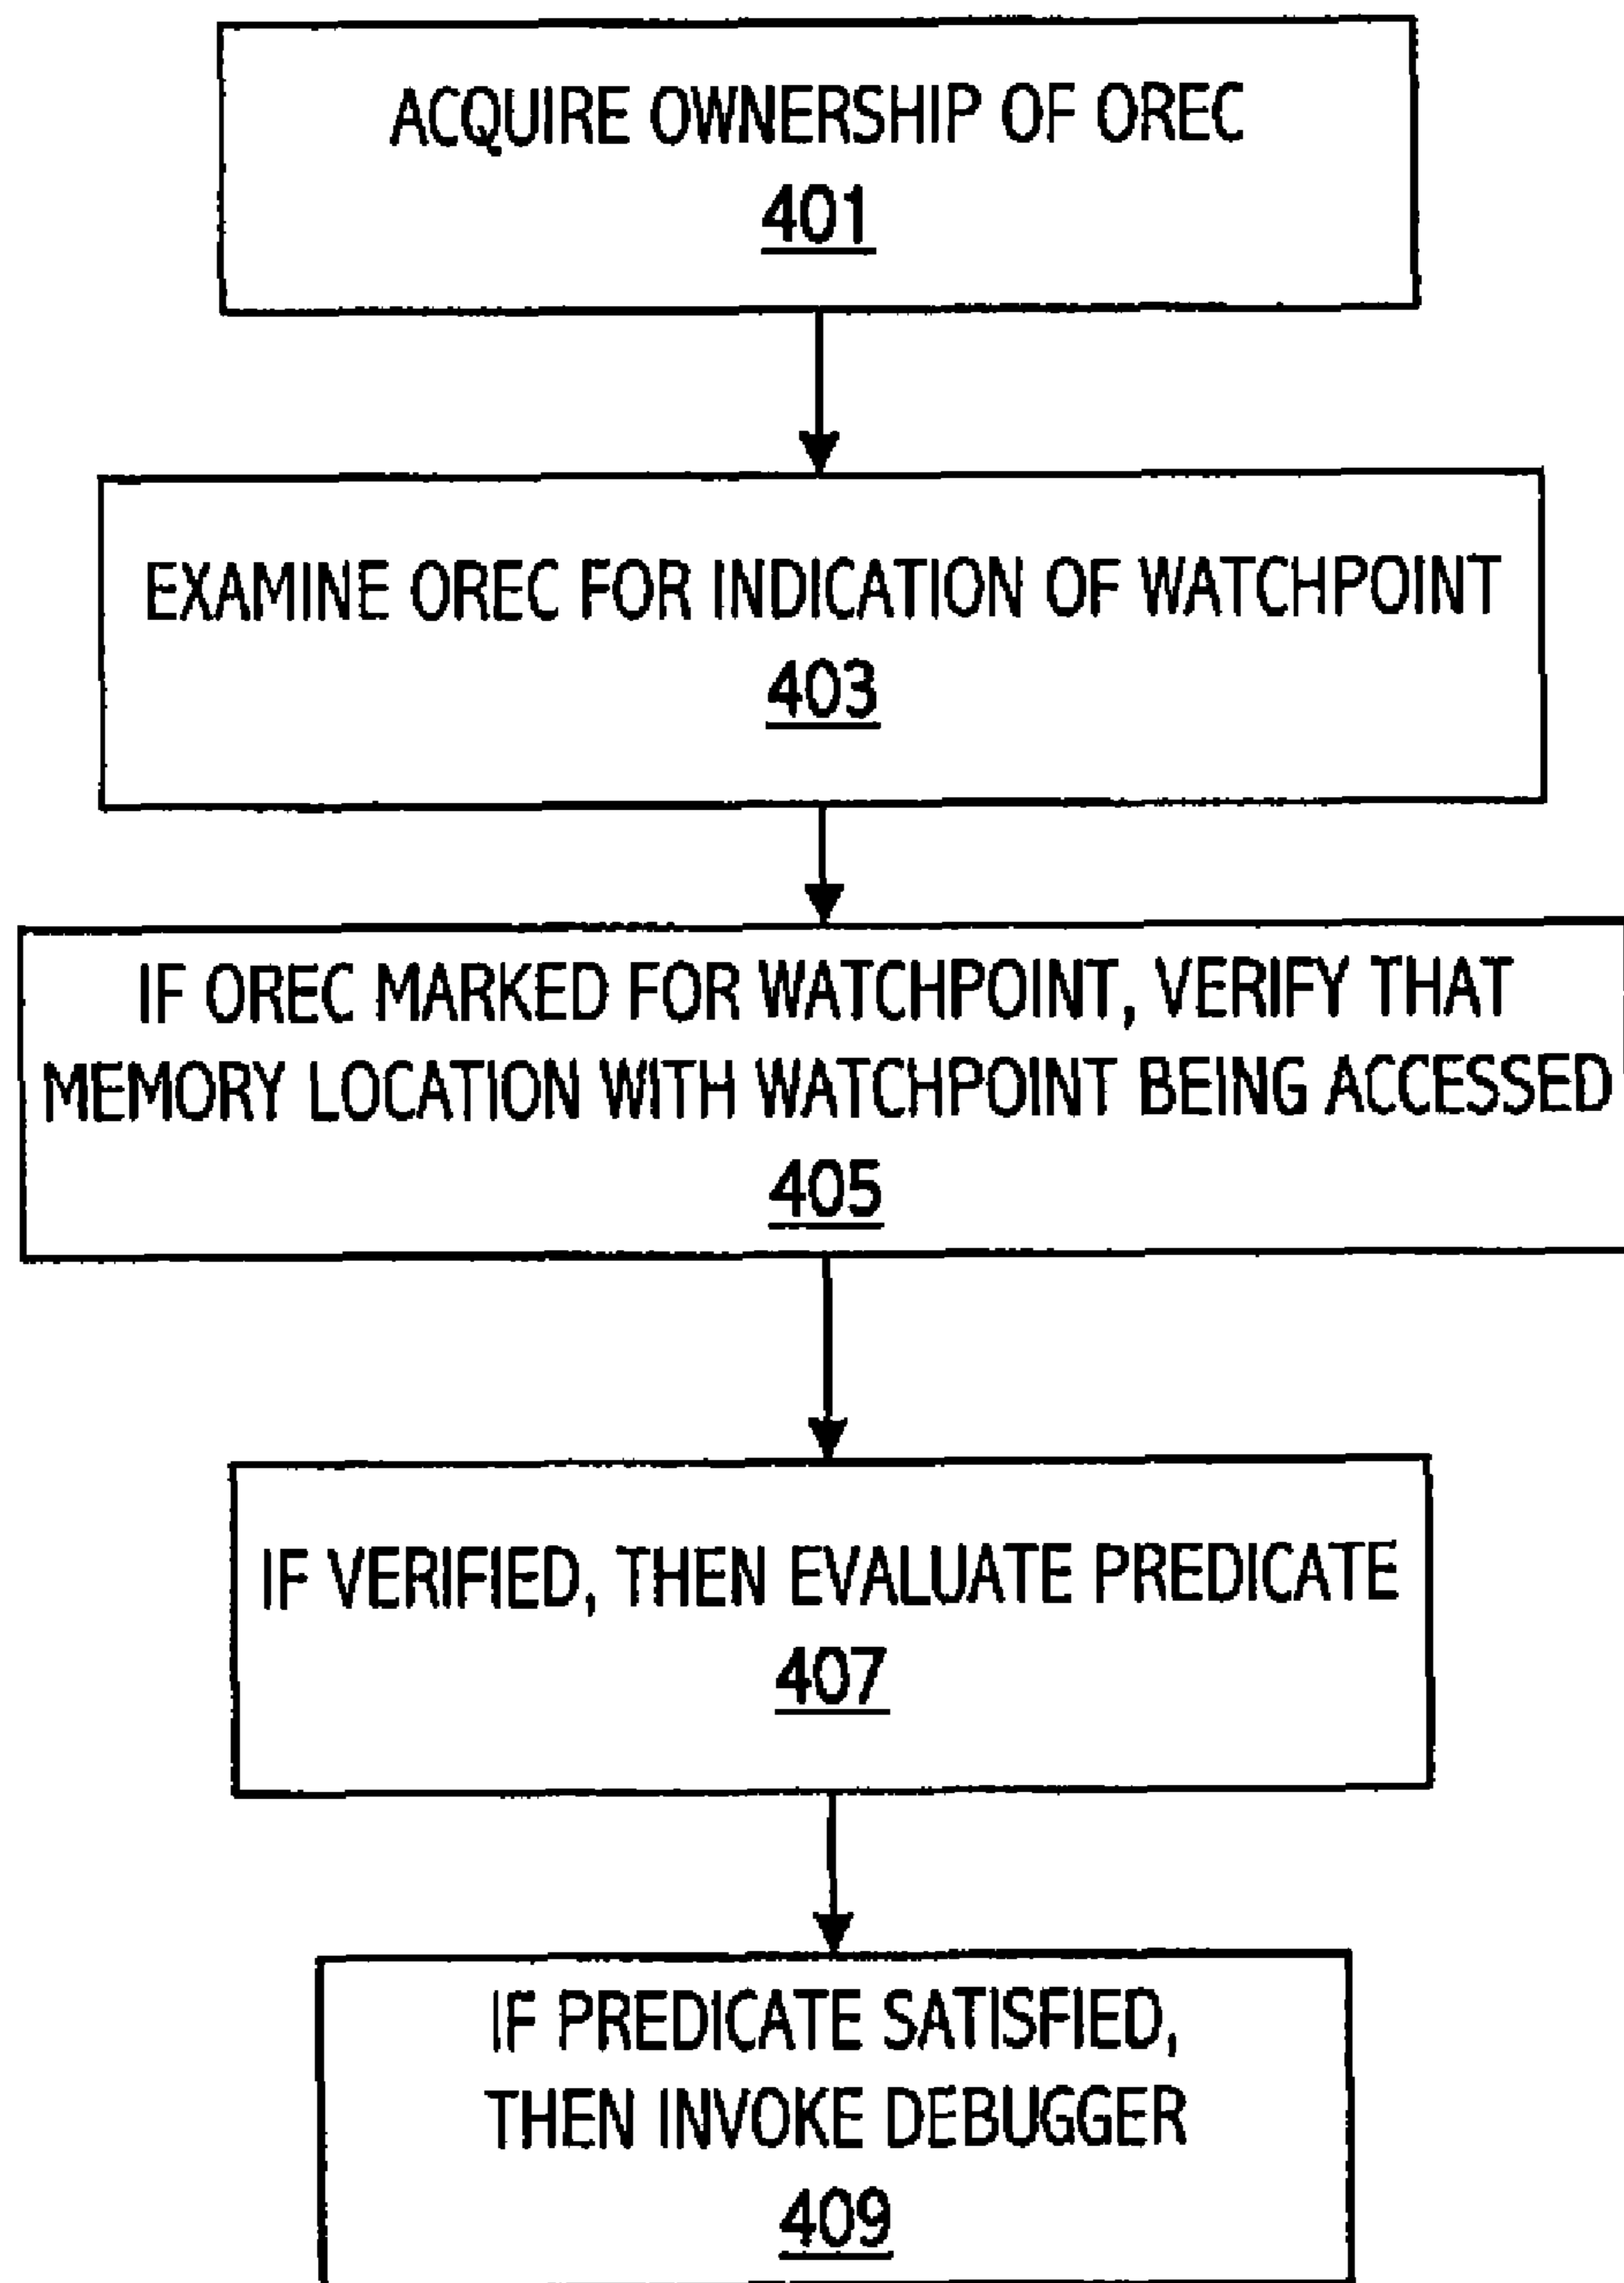 ACQUIRE OWNERSHIP OF OREC
401
EXAMINE OREC FOR INDICATION OF WATCHPOINT
403
IF OREC MARKED FOR WATCHPOINT, VERIFY THAT
MEMORY LOCATION WITH WATCHPOINT BEING ACCESSED
405
IF VERIFIED, THEN EVALUATE PREDICATE
407
IF PREDICATE SATISFIED,
THEN INVOKE DEBUGGER
409